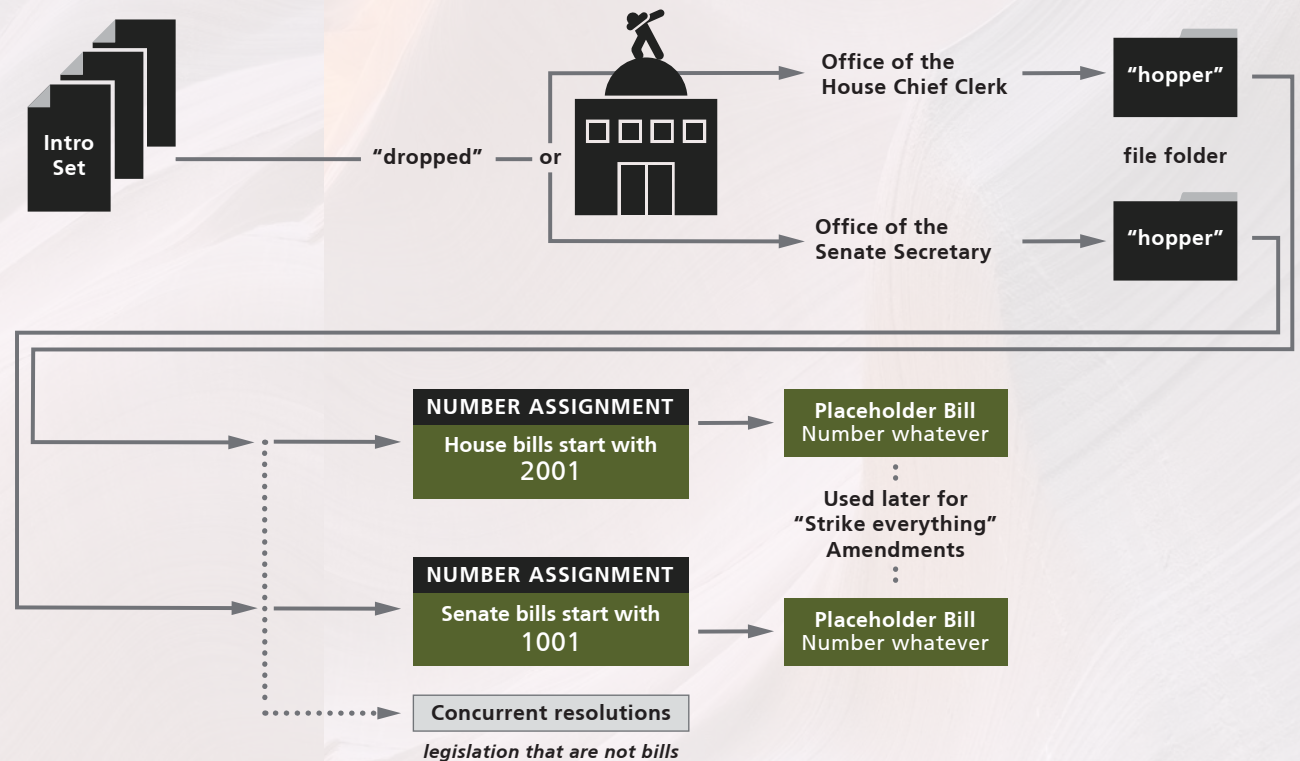 Intro
Set
“dropped”
or
Office of the
House Chief Clerk
“hopper”
file folder
Office of the
Senate Secretary
“hopper”
NUMBER ASSIGNMENT
House bills start with
2001
Placeholder Bill
Number whatever
Used later for
“Strike everything”
Amendments
NUMBER ASSIGNMENT
Senate bills start with
1001
Placeholder Bill
Number whatever
Concurrent resolutions
legislation that are not bills